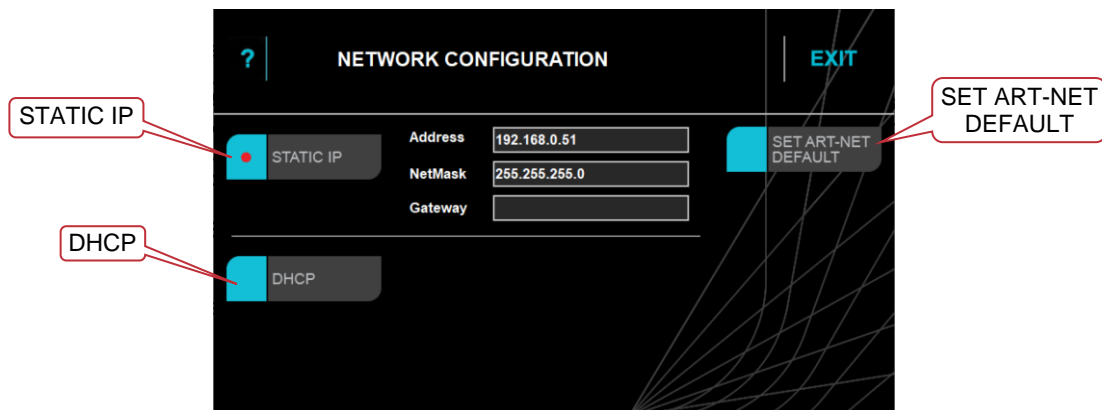 ?
NETWORK CONFIGURATION
EXIT
STATIC IP
SET ART-NET
DEFAULT
STATIC IP
Address
192.168.0.51
NetMask
255.255.255.0
Gateway
SET ART-NET
DEFAULT
DHCP
DHCP